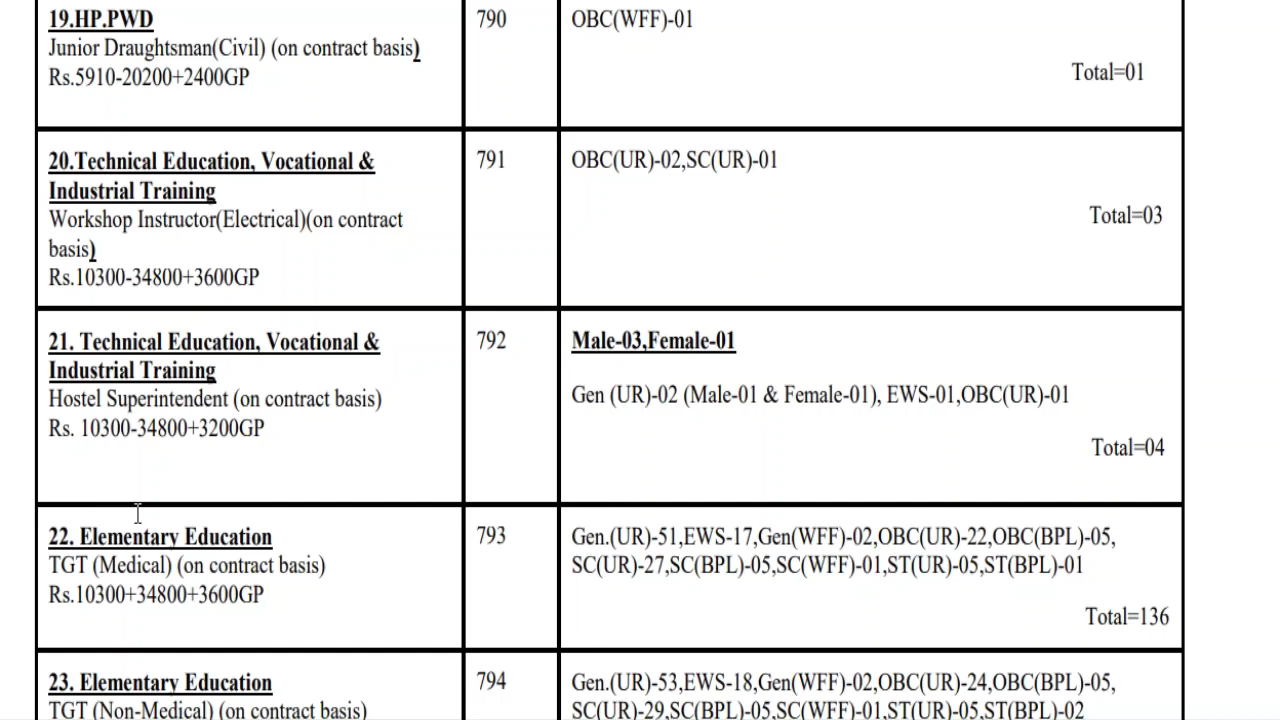 19.HP.PWD
Junior Draughtsman(Civil) (on contract basis)
Rs.5910-20200+2400GP
790
OBC(WFF)-01
Total=01
20.Technical Education, Vocational &
Industrial Training
Workshop Instructor(Electrical)(on contract
basis)
Rs.10300-34800+3600GP
791
OBC(UR)-02,SC(UR)-01
Total=03
21. Technical Education, Vocational &
Industrial Training
Hostel Superintendent (on contract basis)
Rs. 10300-34800+3200GP
792
Male-03,Female-01
Gen (UR)-02 (Male-01 & Female-01), EWS-01,OBC(UR)-01
Total=04
22. Elementary Education
TGT (Medical) (on contract basis)
Rs.10300+34800+3600GP
793
Gen.(UR)-51,EWS-17,Gen(WFF)-02,OBC(UR)-22,OBC(BPL)-05,
SC(UR)-27,SC(BPL)-05,SC(WFF)-01,ST(UR)-05,ST(BPL)-01
Total=136
23. Elementary Education
TGT (Non-Medical) (on contract basis)
794
Gen.(UR)-53,EWS-18,Gen(WFF)-02,OBC(UR)-24,OBC(BPL)-05,
SC(UR)-29,SC(BPL)-05,SC(WFF)-01,ST(UR)-05,ST(BPL)-02